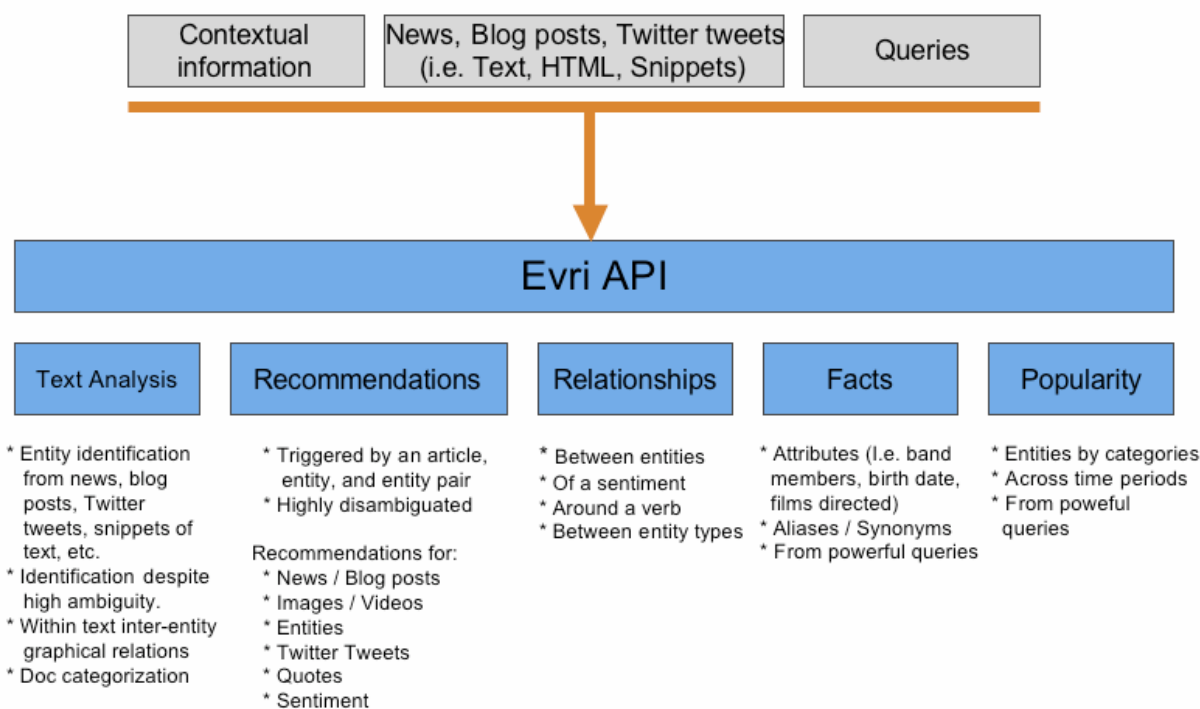 Contextual
information
News, Blog posts, Twitter tweets
(i.e. Text, HTML, Snippets)
Queries
Evri API
Text Analysis
Recommendations
Relationships
Facts
Popularity
* Entity identification
from news, blog
posts, Twitter
tweets, snippets of
text, etc.
* Identification despite
high ambiguity.
* Within text inter-entity
graphical relations
* Doc categorization
* Triggered by an article,
entity, and entity pair
* Highly disambiguated
Recommendations for:
* News / Blog posts
* Images / Videos
* Entities
* Twitter Tweets
* Quotes
* Sentiment
* Between entities
* Of a sentiment
* Around a verb
* Between entity types
* Attributes (I.e. band
members, birth date,
films directed)
* Aliases / Synonyms
* From powerful queries
* Entities by categories
* Across time periods
* From poweful
queries